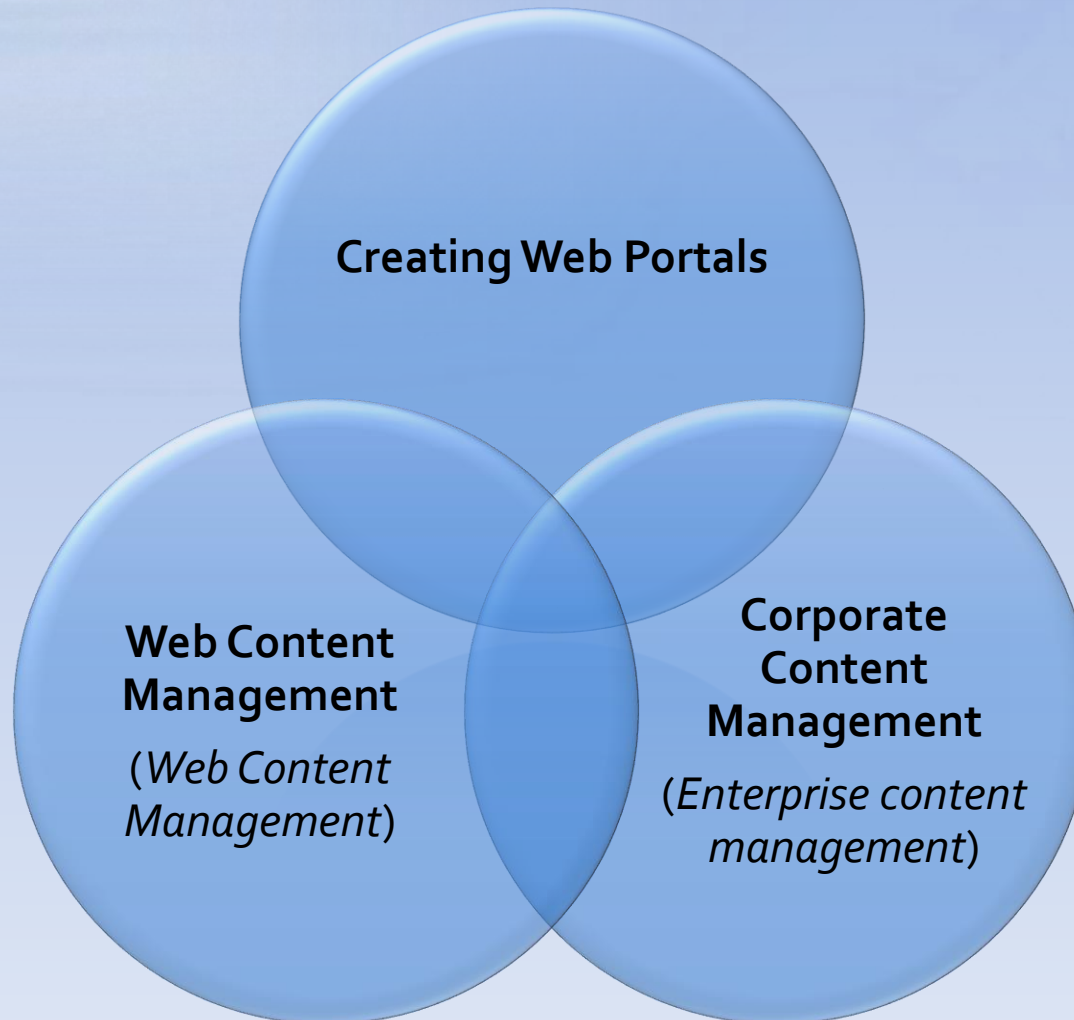 Creating Web Portals
Web Content
Management
(Web Content
Management)
Corporate
Content
Management
(Enterprise content
management)